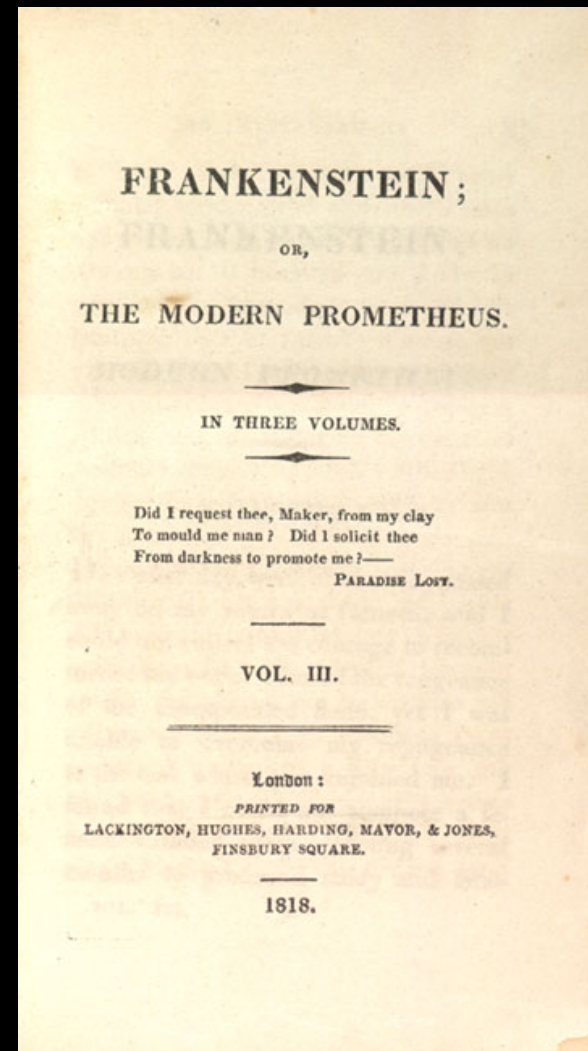 FRANKENSTEIN;
OR,
THE MODERN PROMETHEUS.
IN THREE VOLUMES.
Did I request thee, Maker, from my clay
To mould me man? Did I solicit thee
From darkness to promote me?——
PARADISE LOST.
VOL. III.
London:
PRINTED FOR
LACKINGTON, HUGHES, HARDING, MAVOR, & JONES,
FINSBURY SQUARE.
1818.